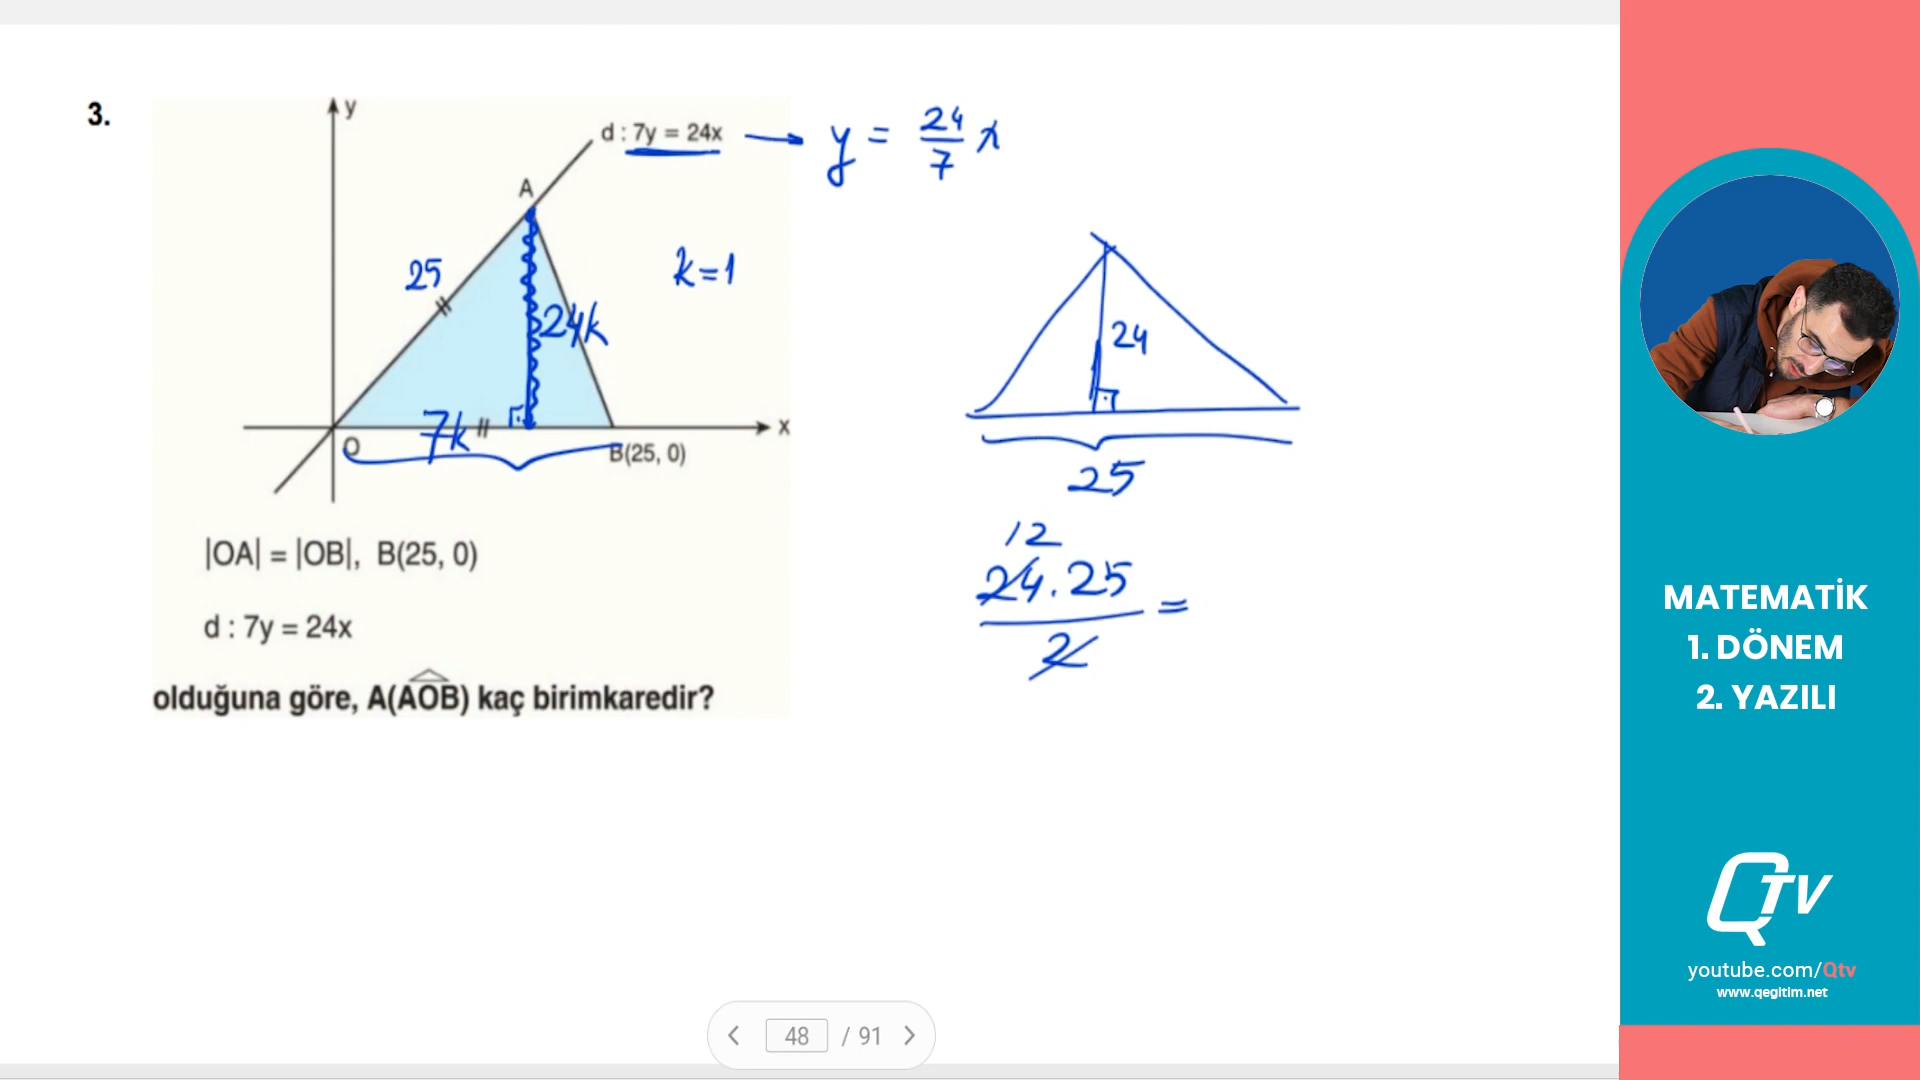 3.
y
d : 7y = 24x
y = 24/7 x
A
25
k=1
24k
7k
O
x
B(25, 0)
|OA| = |OB|, B(25, 0)
d : 7y = 24x
olduğuna göre, A(AOB) kaç birimkaredir?
24
25
12
24.25
2
=
48 / 91
MATEMATİK
1. DÖNEM
2. YAZILI
QTV
youtube.com/Qtv
www.qegitim.net